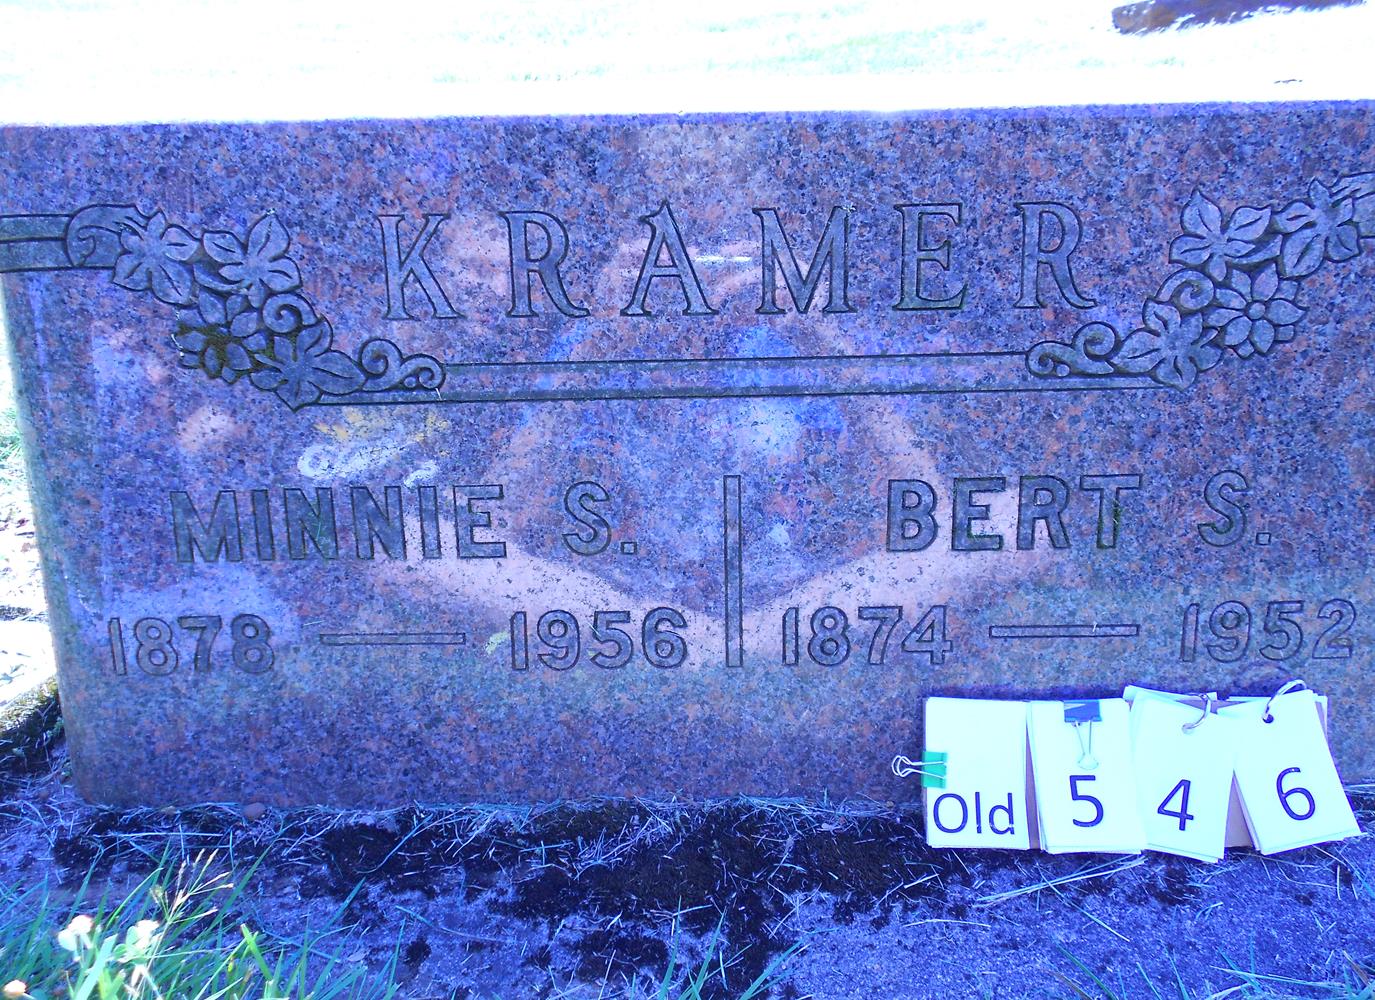 KRAMER
MINNIE S. BERT S.
1878 — 1956 1874 — 1952
Old 5 4 6